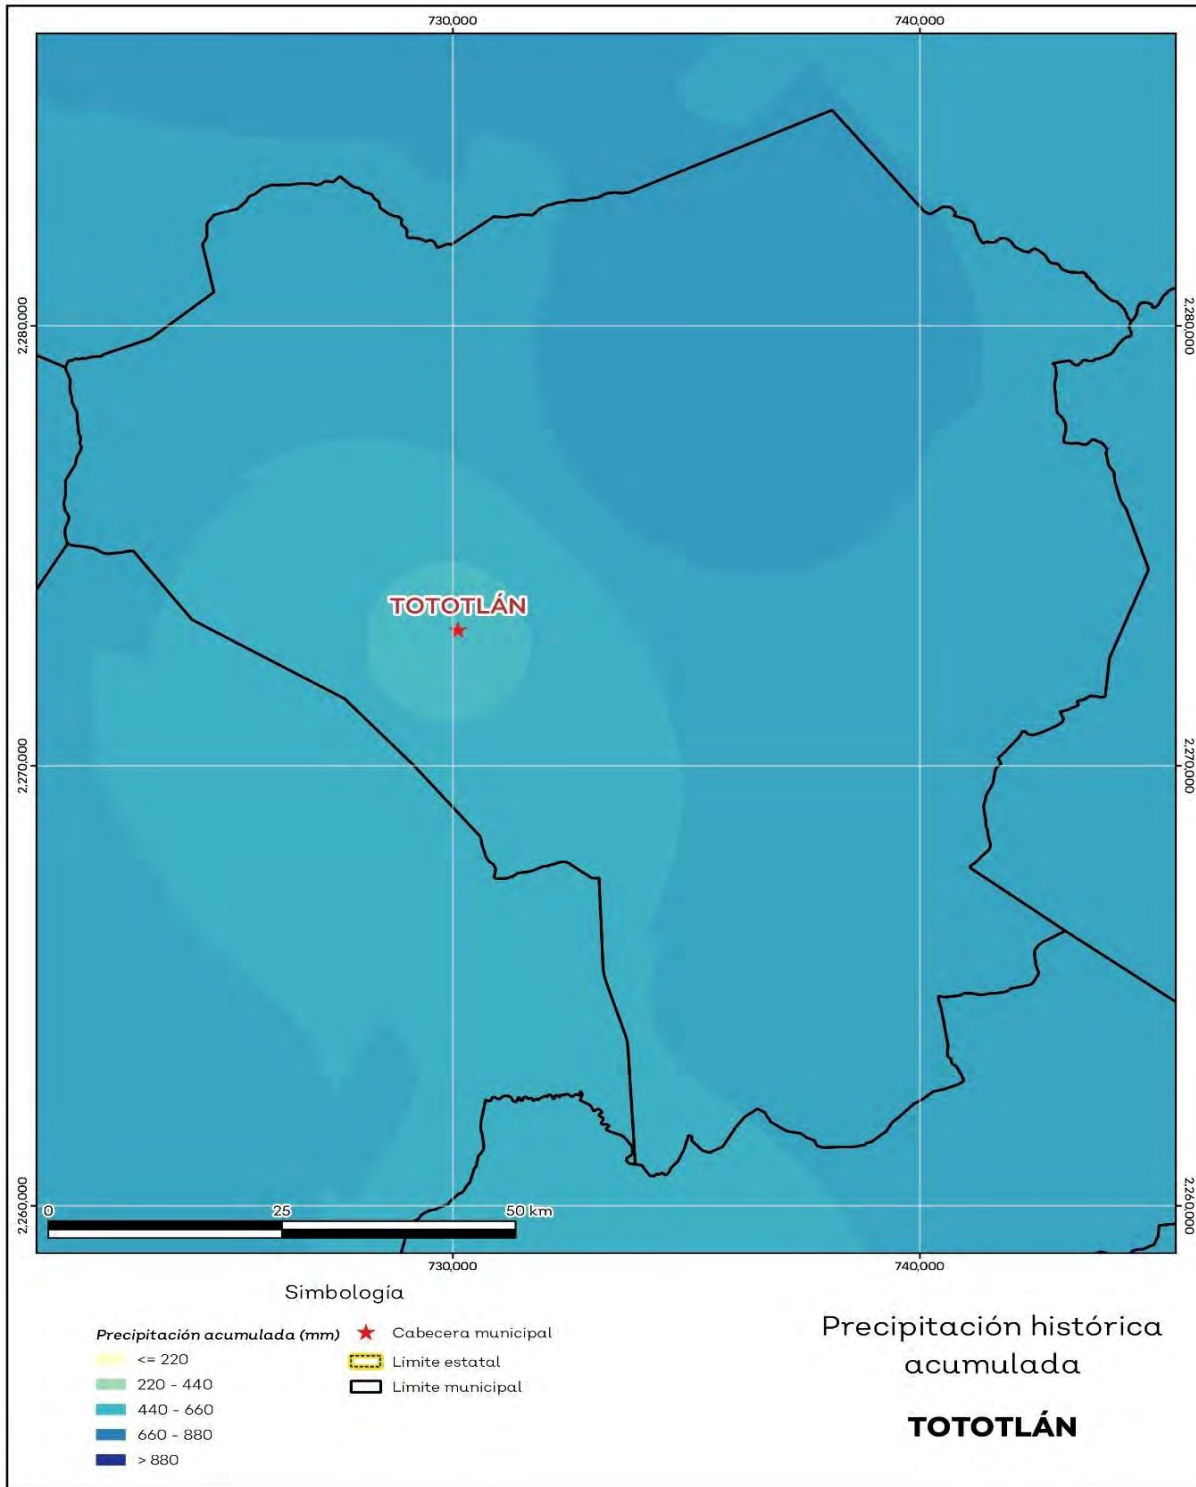 730,000
740,000
2,280,000
2,280,000
TOTOTLÁN
2,270,000
2,270,000
2,260,000
2,260,000
0 25 50 km
730,000
740,000
Simbología
Precipitación acumulada (mm)
<= 220
220 - 440
440 - 660
660 - 880
> 880
Cabecera municipal
Límite estatal
Límite municipal
Precipitación histórica
acumulada
TOTOTLÁN